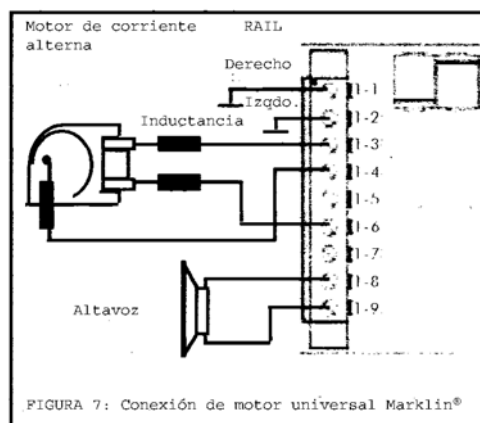 Motor de corriente
alterna
RAIL
Derecho
Izqdo.
Inductancia
1-1
1-2
1-3
1-4
1-5
1-6
1-7
1-8
1-9
Altavoz
FIGURA 7: Conexión de motor universal Marklin®